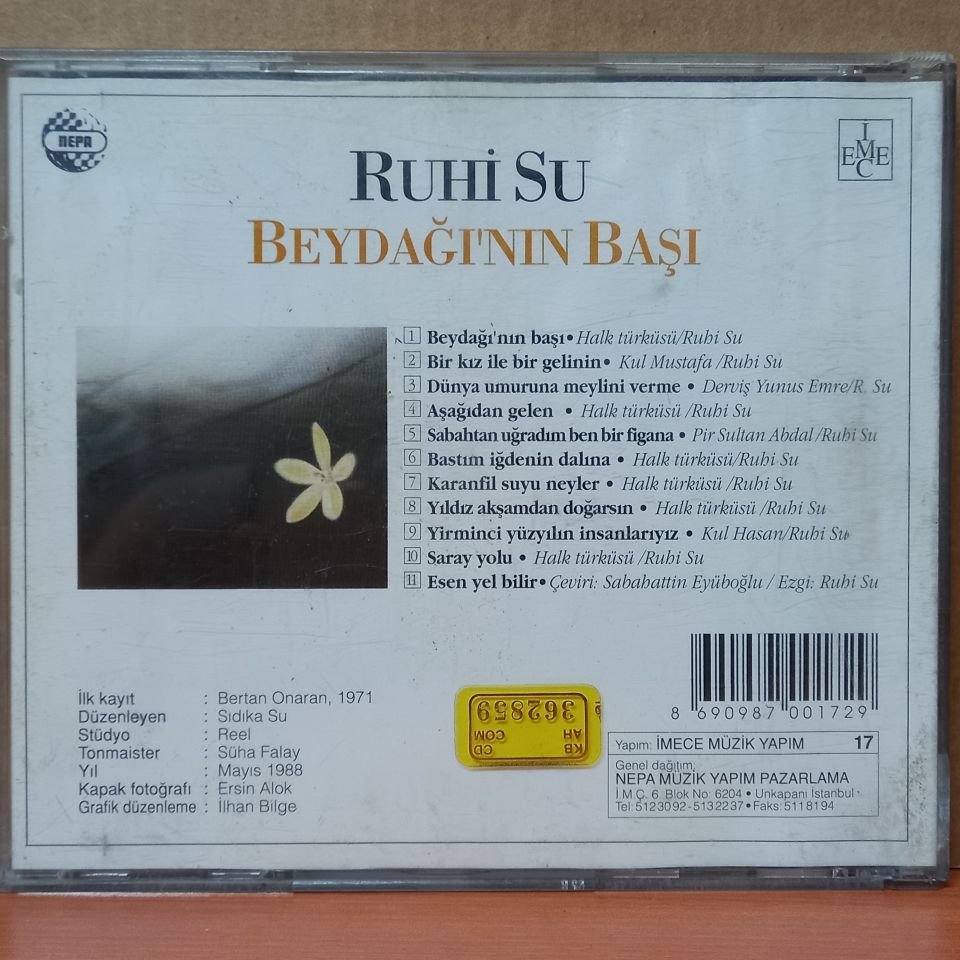 NEPA
İMECE
RUHİ SU
BEYDAĞI'NIN BAŞI
1 Beydağı'nın başı • Halk türküsü/Ruhi Su
2 Bir kız ile bir gelinin • Kul Mustafa /Ruhi Su
3 Dünya umuruna meylini verme • Derviş Yunus Emre/R. Su
4 Aşağıdan gelen • Halk türküsü /Ruhi Su
5 Sabahtan uğradım ben bir figana • Pir Sultan Abdal /Ruhi Su
6 Bastım iğdenin dalına • Halk türküsü/Ruhi Su
7 Karanfil suyu neyler • Halk türküsü /Ruhi Su
8 Yıldız akşamdan doğarsın • Halk türküsü /Ruhi Su
9 Yirminci yüzyılın insanlarıyız • Kul Hasan/Ruhi Su
10 Saray yolu • Halk türküsü /Ruhi Su
11 Esen yel bilir • Çeviri: Sabahattin Eyüboğlu / Ezgi: Ruhi Su
İlk kayıt : Bertan Onaran, 1971
Düzenleyen : Sıdıka Su
Stüdyo : Reel
Tonmaister : Süha Falay
Yıl : Mayıs 1988
Kapak fotoğrafı : Ersin Alok
Grafik düzenleme : İlhan Bilge
KB CD
AH COM
362859
8 690987 001729
Yapım: İMECE MÜZİK YAPIM 17
Genel dağıtım:
NEPA MÜZİK YAPIM PAZARLAMA
İ.M.Ç. 6. Blok No: 6204 • Unkapanı İstanbul
Tel: 5123092 - 5132237 • Faks: 5118194